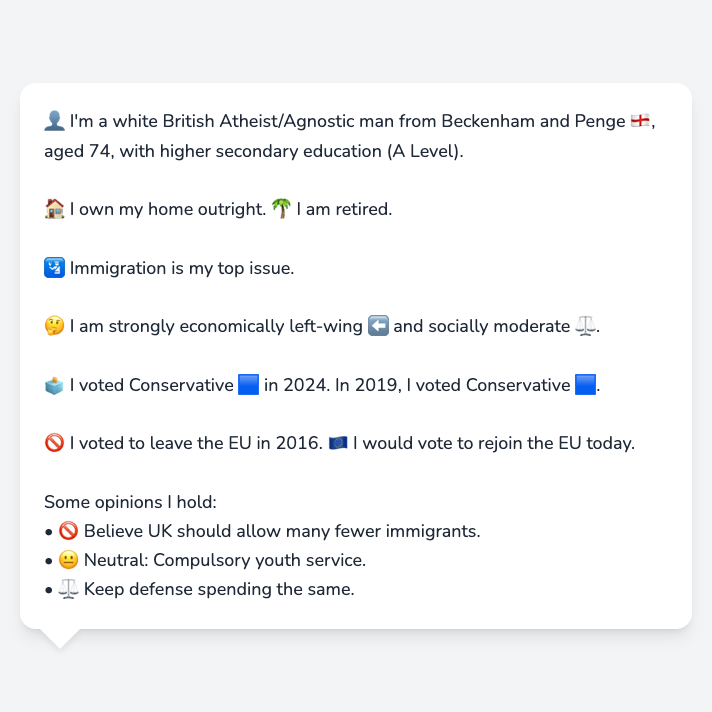 👤 I'm a white British Atheist/Agnostic man from Beckenham and Penge 🏴󠁧󠁢󠁥󠁮󠁧󠁿,
aged 74, with higher secondary education (A Level).
🏠 I own my home outright. 🌴 I am retired.
🛂 Immigration is my top issue.
🤔 I am strongly economically left-wing ⬅️ and socially moderate ⚖️.
🗳️ I voted Conservative 🟦 in 2024. In 2019, I voted Conservative 🟦.
🚫 I voted to leave the EU in 2016. 🇪🇺 I would vote to rejoin the EU today.
Some opinions I hold:
• 🚫 Believe UK should allow many fewer immigrants.
• 😐 Neutral: Compulsory youth service.
• ⚖️ Keep defense spending the same.